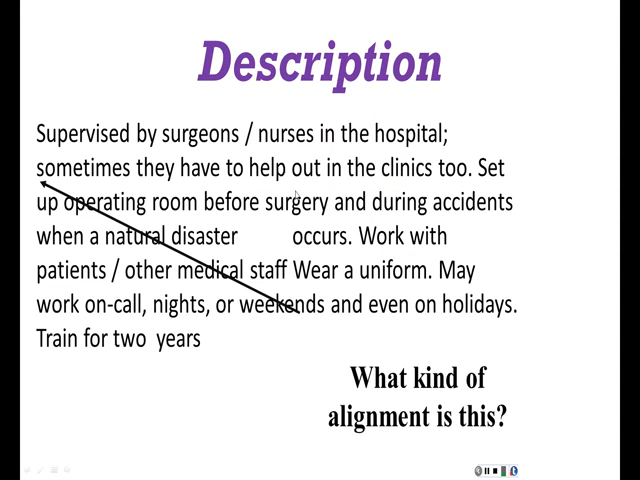 Description
Supervised by surgeons / nurses in the hospital;
sometimes they have to help out in the clinics too. Set
up operating room before surgery and during accidents
when a natural disaster occurs. Work with
patients / other medical staff Wear a uniform. May
work on-call, nights, or weekends and even on holidays.
Train for two years
What kind of
alignment is this?